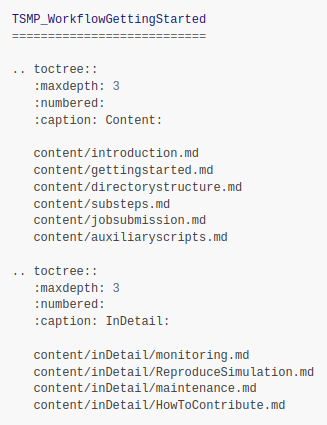 TSMP_WorkflowGettingStarted
===========================
.. toctree::
   :maxdepth: 3
   :numbered:
   :caption: Content:

   content/introduction.md
   content/gettingstarted.md
   content/directorystructure.md
   content/substeps.md
   content/jobsubmission.md
   content/auxiliaryscripts.md

.. toctree::
   :maxdepth: 3
   :numbered:
   :caption: InDetail:

   content/inDetail/monitoring.md
   content/inDetail/ReproduceSimulation.md
   content/inDetail/maintenance.md
   content/inDetail/HowToContribute.md